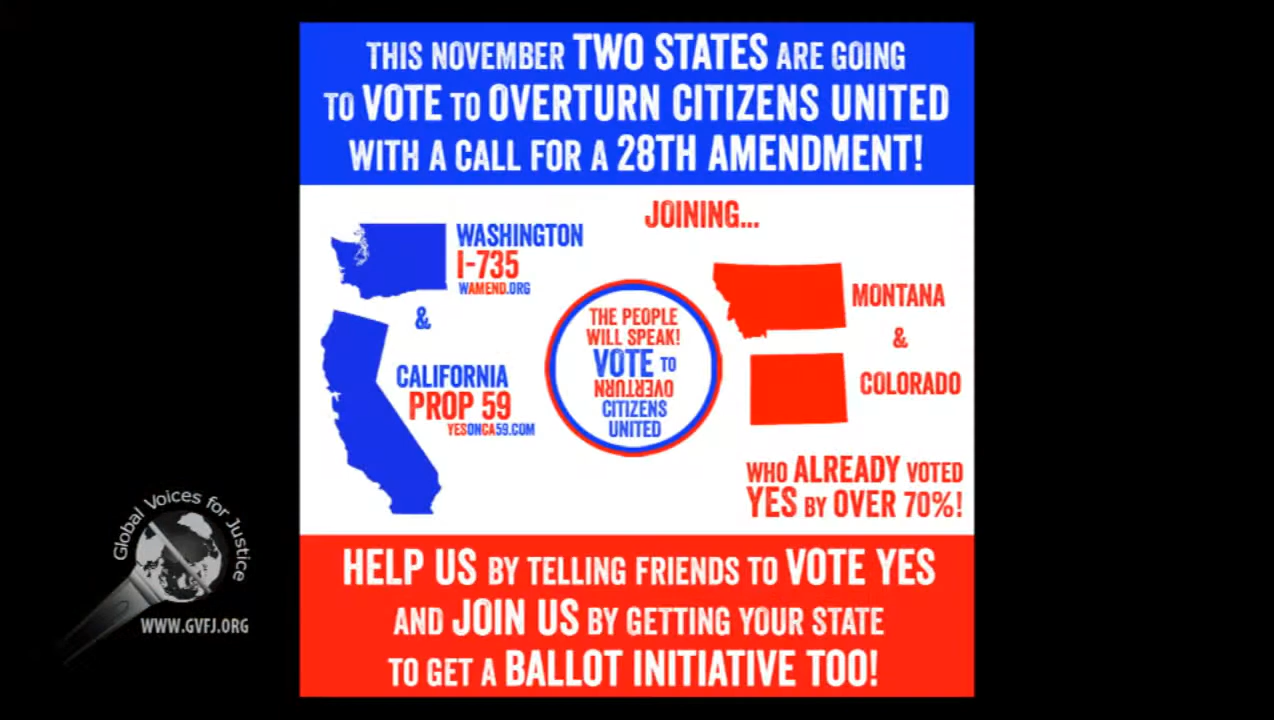 THIS NOVEMBER TWO STATES ARE GOING
TO VOTE TO OVERTURN CITIZENS UNITED
WITH A CALL FOR A 28TH AMENDMENT!
JOINING...
WASHINGTON
I-735
WAMEND.ORG
&
CALIFORNIA
PROP 59
YESONCA59.COM
THE PEOPLE
WILL SPEAK!
VOTE TO
OVERTURN
CITIZENS
UNITED
MONTANA
&
COLORADO
WHO ALREADY VOTED
YES BY OVER 70%!
HELP US BY TELLING FRIENDS TO VOTE YES
AND JOIN US BY GETTING YOUR STATE
TO GET A BALLOT INITIATIVE TOO!
Global Voices for Justice
WWW.GVFJ.ORG